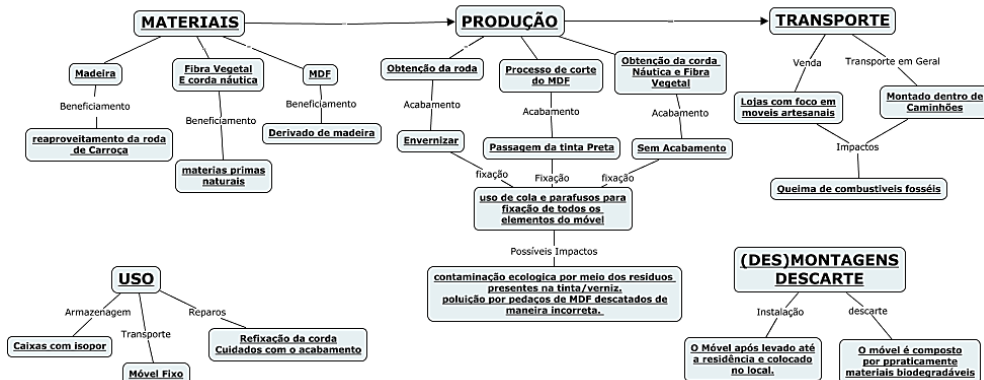 MATERIAIS
Madeira
Fibra Vegetal
E corda náutica
MDF
Beneficiamento
Beneficiamento
Beneficiamento
reaproveitamento da roda
de Carroça
materias primas
naturais
Derivado de madeira
PRODUÇÃO
Obtenção da roda
Processo de corte
do MDF
Obtenção da corda
Náutica e Fibra
Vegetal
Acabamento
Acabamento
Acabamento
Envernizar
Passagem da tinta Preta
Sem Acabamento
fixação
Fixação
fixação
uso de cola e parafusos para
fixação de todos os
elementos do móvel
Possíveis Impactos
contaminação ecologica por meio dos residuos
presentes na tinta/verniz.
poluição por pedaços de MDF descatados de
maneira incorreta.
TRANSPORTE
Venda
Transporte em Geral
Lojas com foco em
moveis artesanais
Montado dentro de
Caminhões
Impactos
Queima de combustiveis fosséis
USO
Armazenagem
Transporte
Reparos
Caixas com isopor
Móvel Fixo
Refixação da corda
Cuidados com o acabamento
(DES)MONTAGENS
DESCARTE
Instalação
descarte
O Móvel após levado até
a residência e colocado
no local.
O móvel é composto
por ppraticamente
materiais biodegradáveis